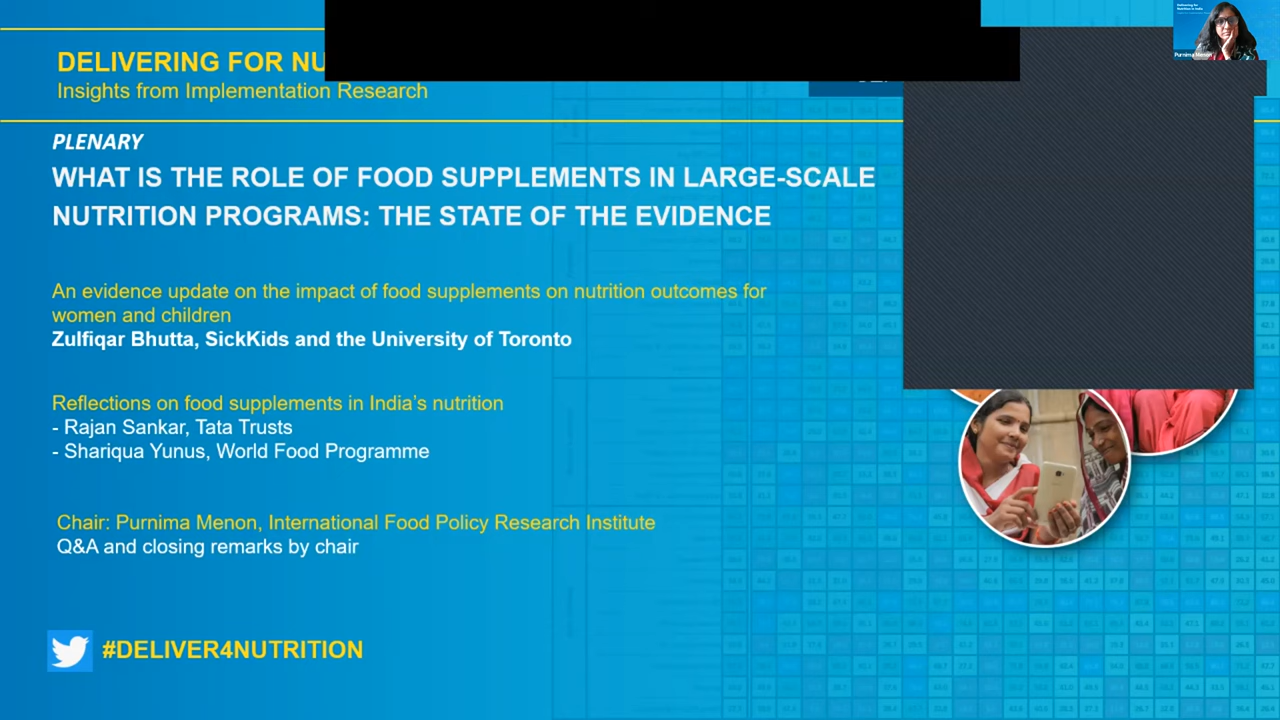 DELIVERING FOR NU
Insights from Implementation Research
PLENARY
WHAT IS THE ROLE OF FOOD SUPPLEMENTS IN LARGE-SCALE
NUTRITION PROGRAMS: THE STATE OF THE EVIDENCE
An evidence update on the impact of food supplements on nutrition outcomes for
women and children
Zulfiqar Bhutta, SickKids and the University of Toronto
Reflections on food supplements in India's nutrition
- Rajan Sankar, Tata Trusts
- Shariqua Yunus, World Food Programme
Chair: Purnima Menon, International Food Policy Research Institute
Q&A and closing remarks by chair
#DELIVER4NUTRITION
Purnima Menon